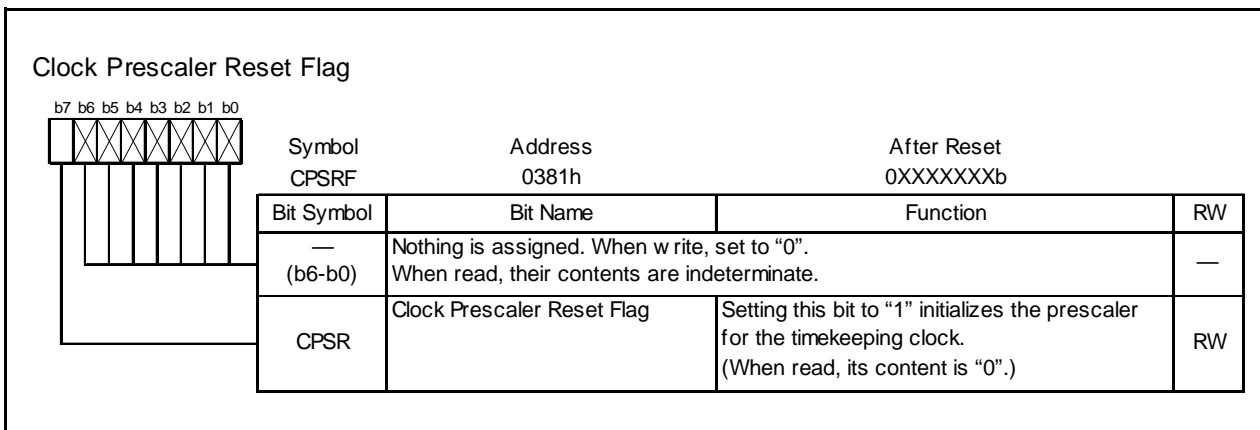 Clock Prescaler Reset Flag
b7 b6 b5 b4 b3 b2 b1 b0
Symbol Address After Reset
CPSRF 0381h 0XXXXXXXb
Bit Symbol Bit Name Function RW
— Nothing is assigned. When write, set to “0”. —
(b6-b0) When read, their contents are indeterminate.
CPSR Clock Prescaler Reset Flag Setting this bit to “1” initializes the prescaler RW
for the timekeeping clock.
(When read, its content is “0”.)